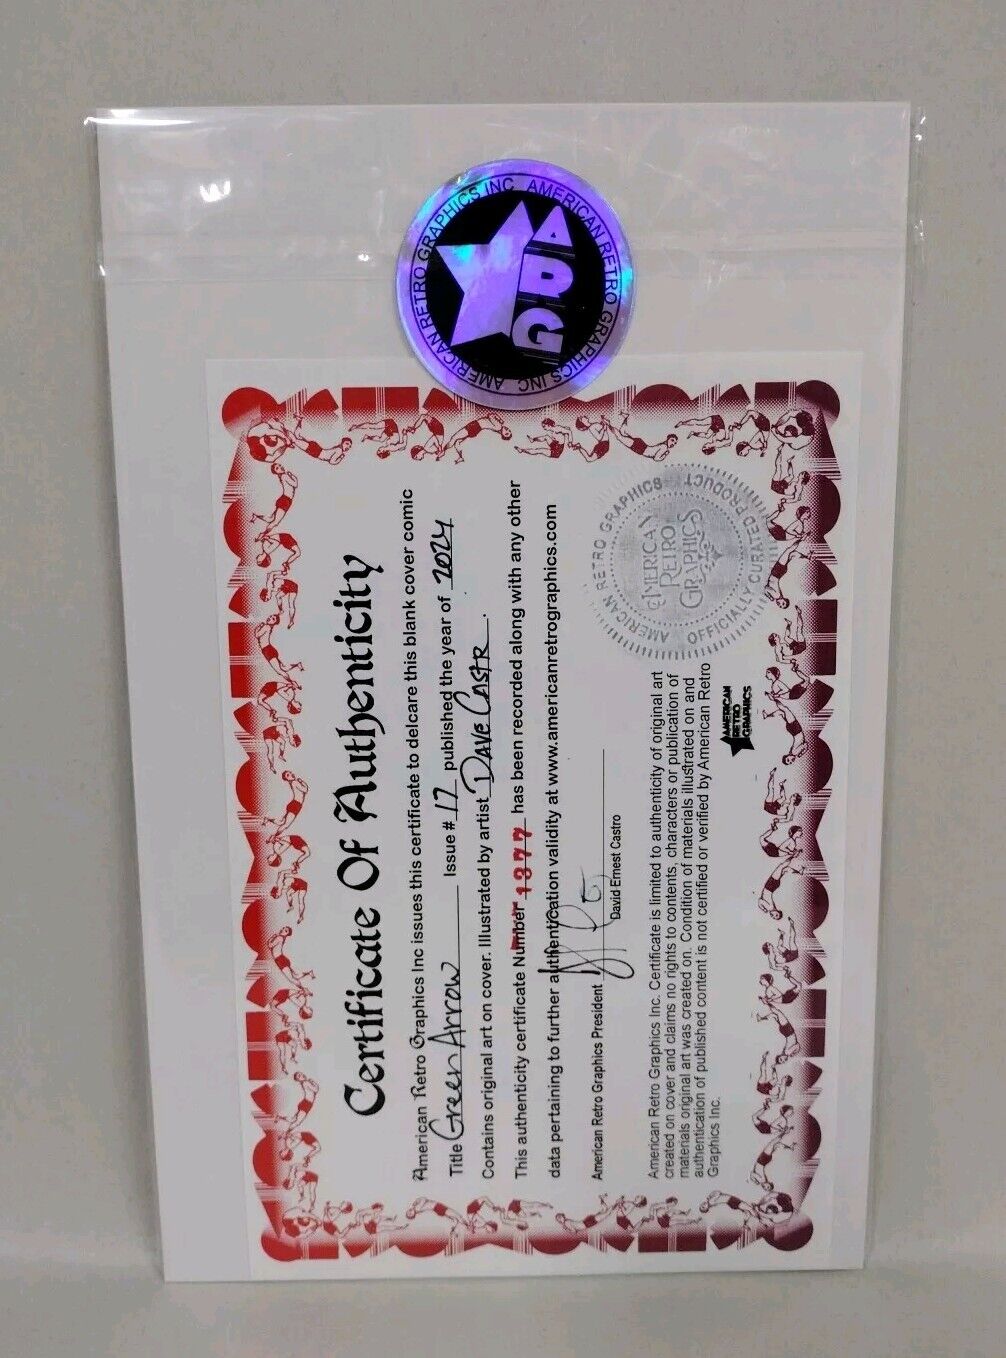 AMERICAN RETRO GRAPHICS INC AMERICAN RETRO GRAPHICS INC
ARG
Certificate Of Authenticity
American Retro Graphics Inc issues this certificate to delcare this blank cover comic
Title Green Arrow Issue # 17 published the year of 2024
Contains original art on cover. Illustrated by artist Dave Castr.
This authenticity certificate Number 1377 has been recorded along with any other
data pertaining to further authentication validity at www.americanretrographics.com
American Retro Graphics President
David Ernest Castro
AMERICAN RETRO GRAPHICS
OFFICIALLY CURATED PRODUCT
AMERICAN
RETRO
GRAPHICS
American Retro Graphics Inc. Certificate is limited to authenticity of original art
created on cover and claims no rights to contents, characters or publication of
materials original art was created on. Condition of materials illustrated on and
authentication of published content is not certified or verified by American Retro
Graphics Inc.
AMERICAN
RETRO
GRAPHICS